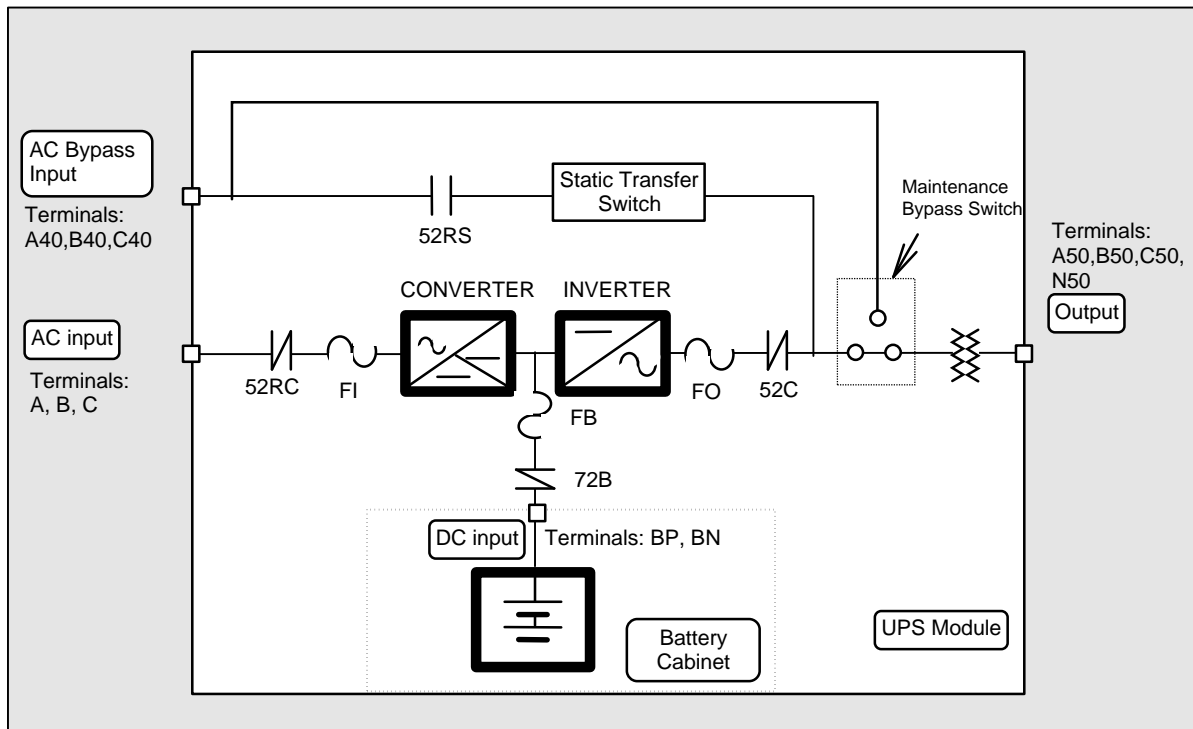 AC Bypass
Input
Terminals:
A40,B40,C40
52RS
Static Transfer
Switch
Maintenance
Bypass Switch
Terminals:
A50,B50,C50,
N50
Output
CONVERTER
INVERTER
AC input
Terminals:
A, B, C
52RC
FI
FB
FO
52C
72B
DC input
Terminals: BP, BN
Battery
Cabinet
UPS Module